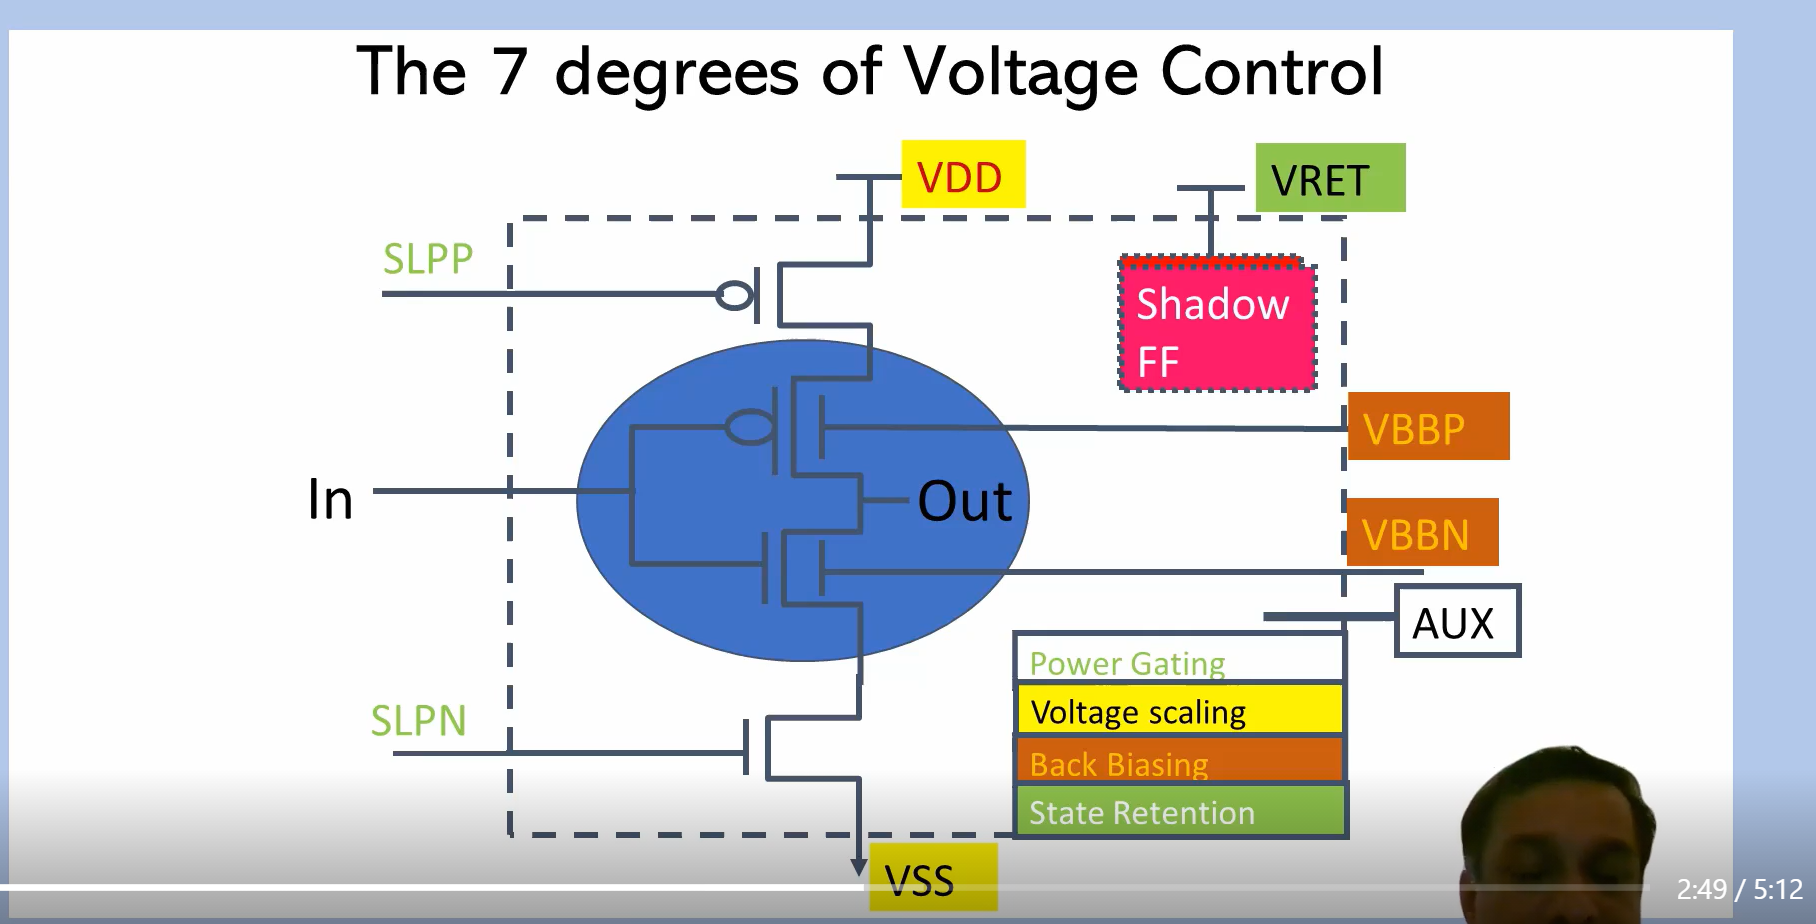 The 7 degrees of Voltage Control
VDD
VRET
SLPP
Shadow
FF
VBBP
In
Out
VBBN
AUX
Power Gating
Voltage scaling
SLPN
Back Biasing
State Retention
VSS
2:49 / 5:12